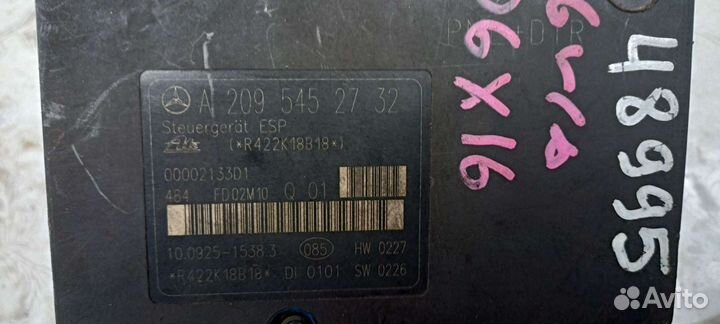 A 209 545 27 32
Steuergerät ESP
(*R422K18B18*)
00002133D1
464 FD02M10 Q 01
10.0925-1538.3 085 HW 0227
*R422K18B18* DI 0101 SW 0226
48995
Avito